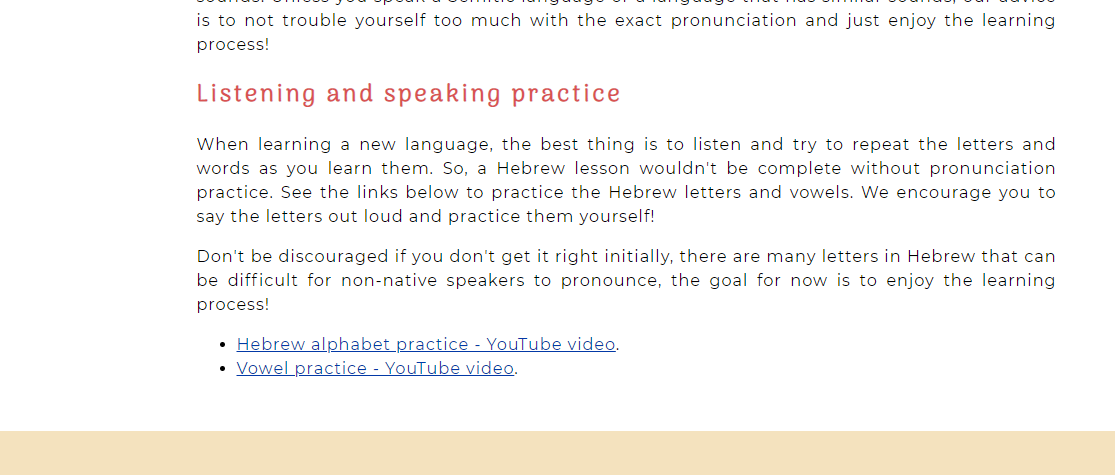 is to not trouble yourself too much with the exact pronunciation and just enjoy the learning
process!
Listening and speaking practice
When learning a new language, the best thing is to listen and try to repeat the letters and
words as you learn them. So, a Hebrew lesson wouldn't be complete without pronunciation
practice. See the links below to practice the Hebrew letters and vowels. We encourage you to
say the letters out loud and practice them yourself!
Don't be discouraged if you don't get it right initially, there are many letters in Hebrew that can
be difficult for non-native speakers to pronounce, the goal for now is to enjoy the learning
process!
Hebrew alphabet practice - YouTube video.
Vowel practice - YouTube video.